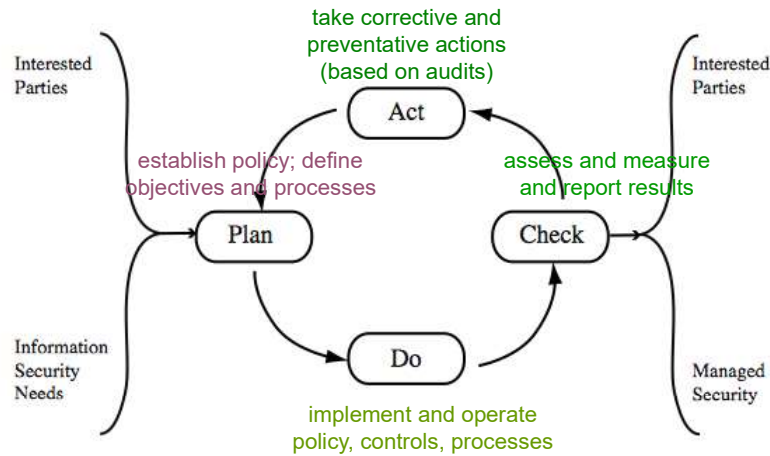 take corrective and
preventative actions
(based on audits)
Interested
Parties
Interested
Parties
Act
establish policy; define
objectives and processes
assess and measure
and report results
Plan
Check
Information
Security
Needs
Do
Managed
Security
implement and operate
policy, controls, processes